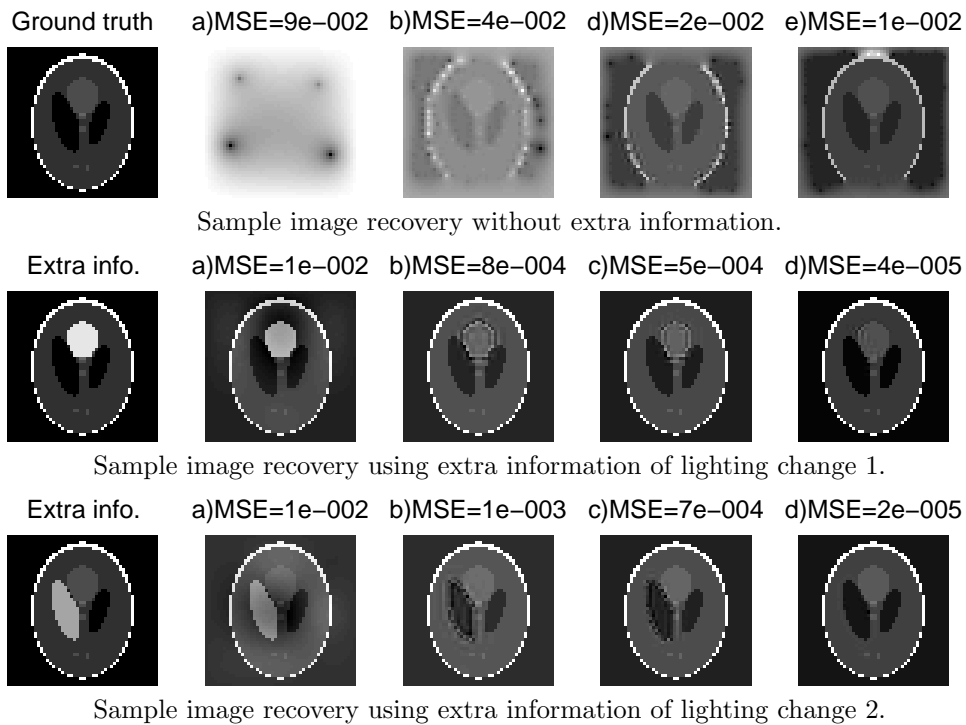 Ground truth a)MSE=9e−002 b)MSE=4e−002 d)MSE=2e−002 e)MSE=1e−002
Sample image recovery without extra information.
Extra info. a)MSE=1e−002 b)MSE=8e−004 c)MSE=5e−004 d)MSE=4e−005
Sample image recovery using extra information of lighting change 1.
Extra info. a)MSE=1e−002 b)MSE=1e−003 c)MSE=7e−004 d)MSE=2e−005
Sample image recovery using extra information of lighting change 2.